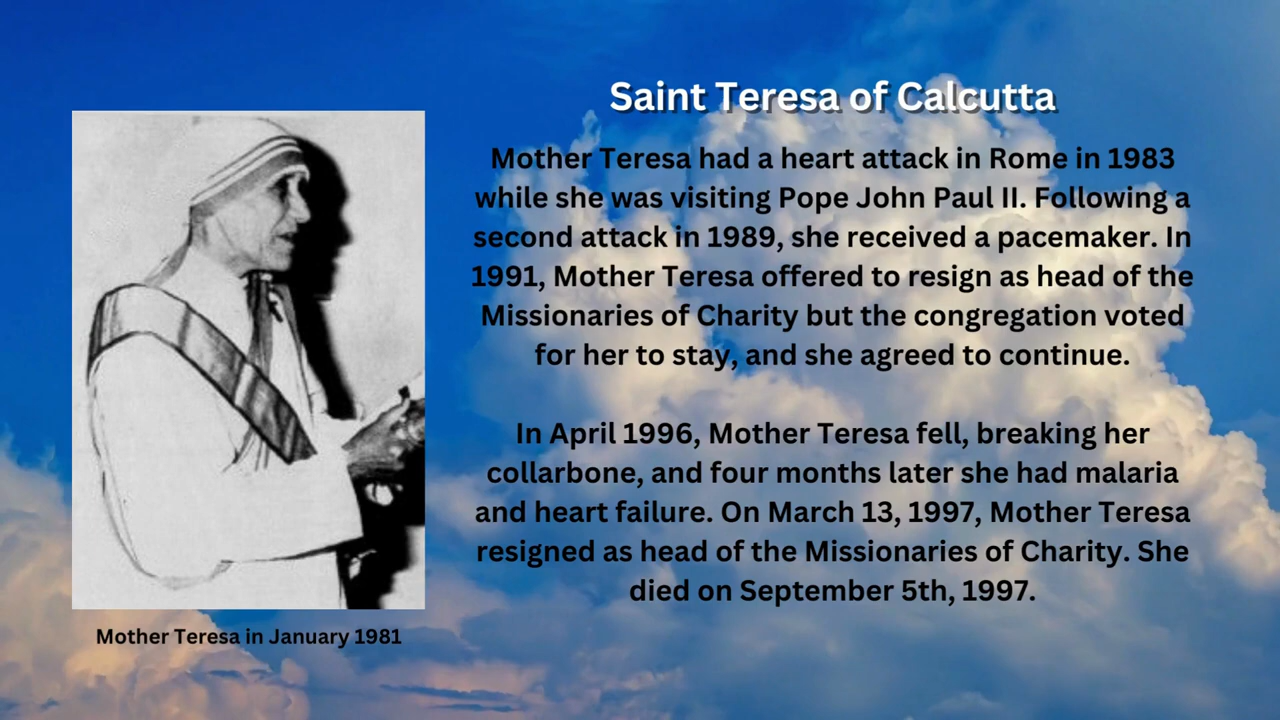 Saint Teresa of Calcutta
Mother Teresa had a heart attack in Rome in 1983
while she was visiting Pope John Paul II. Following a
second attack in 1989, she received a pacemaker. In
1991, Mother Teresa offered to resign as head of the
Missionaries of Charity but the congregation voted
for her to stay, and she agreed to continue.
In April 1996, Mother Teresa fell, breaking her
collarbone, and four months later she had malaria
and heart failure. On March 13, 1997, Mother Teresa
resigned as head of the Missionaries of Charity. She
died on September 5th, 1997.
Mother Teresa in January 1981